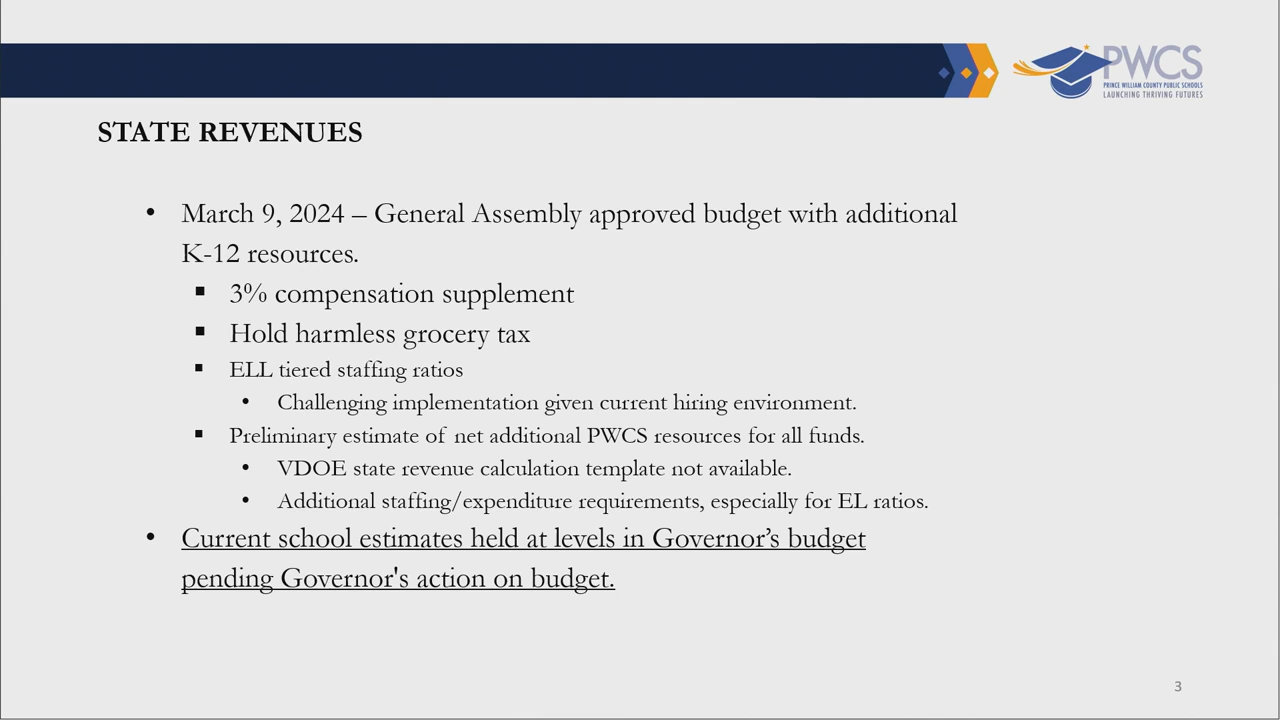 PWCS
PRINCE WILLIAM COUNTY PUBLIC SCHOOLS
LAUNCHING THRIVING FUTURES
STATE REVENUES
• March 9, 2024 – General Assembly approved budget with additional
K-12 resources.
▪ 3% compensation supplement
▪ Hold harmless grocery tax
▪ ELL tiered staffing ratios
• Challenging implementation given current hiring environment.
▪ Preliminary estimate of net additional PWCS resources for all funds.
• VDOE state revenue calculation template not available.
• Additional staffing/expenditure requirements, especially for EL ratios.
• Current school estimates held at levels in Governor’s budget
pending Governor's action on budget.
3